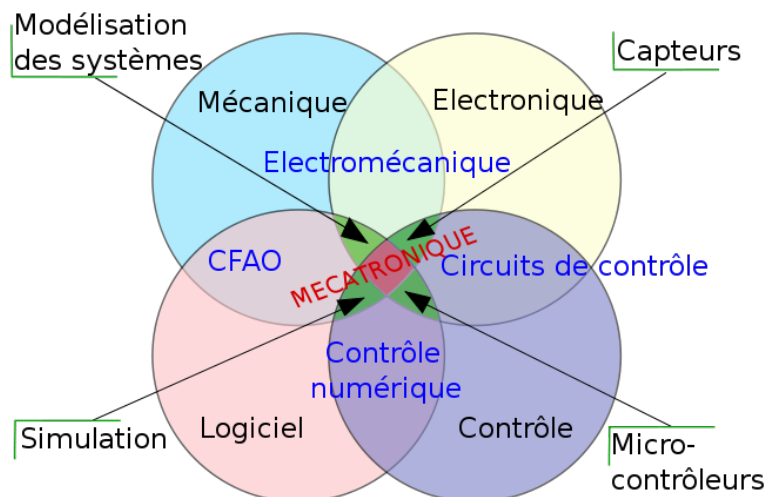 Modélisation
des systèmes
Capteurs
Mécanique
Electronique
Electromécanique
CFAO
MECATRONIQUE
Circuits de contrôle
Contrôle
numérique
Simulation
Logiciel
Contrôle
Micro-
contrôleurs